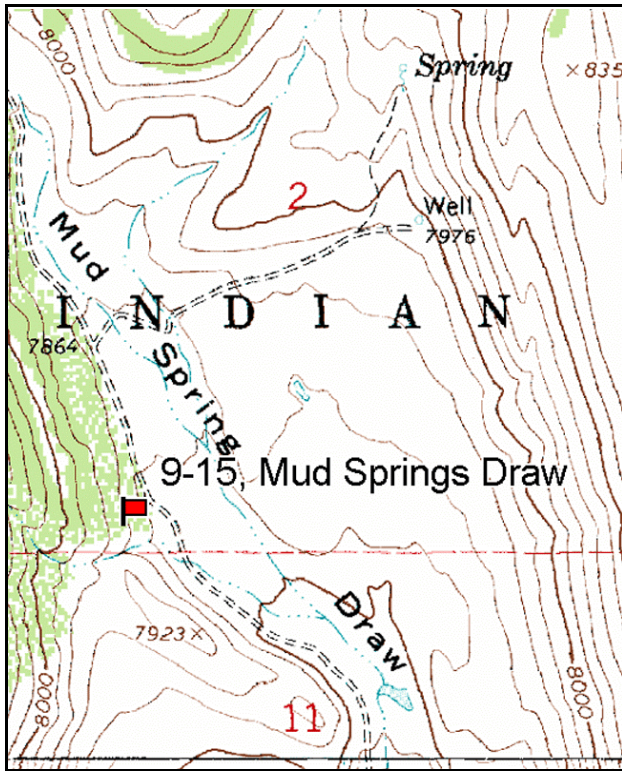 8000
Spring
×835
2
Well
7976
Mud
INDIAN
7864
Spring
9-15, Mud Springs Draw
Draw
7923×
8000
8000
11